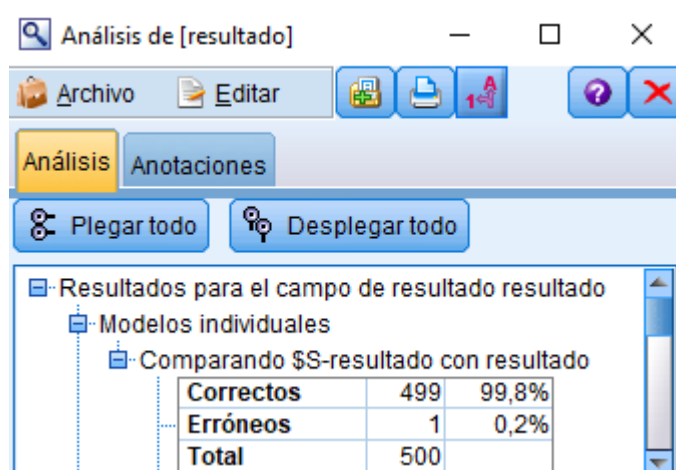 Análisis de [resultado]
Archivo Editar
Análisis Anotaciones
Plegar todo Desplegar todo
Resultados para el campo de resultado resultado
Modelos individuales
Comparando $S-resultado con resultado
Correctos 499 99,8%
Erróneos 1 0,2%
Total 500